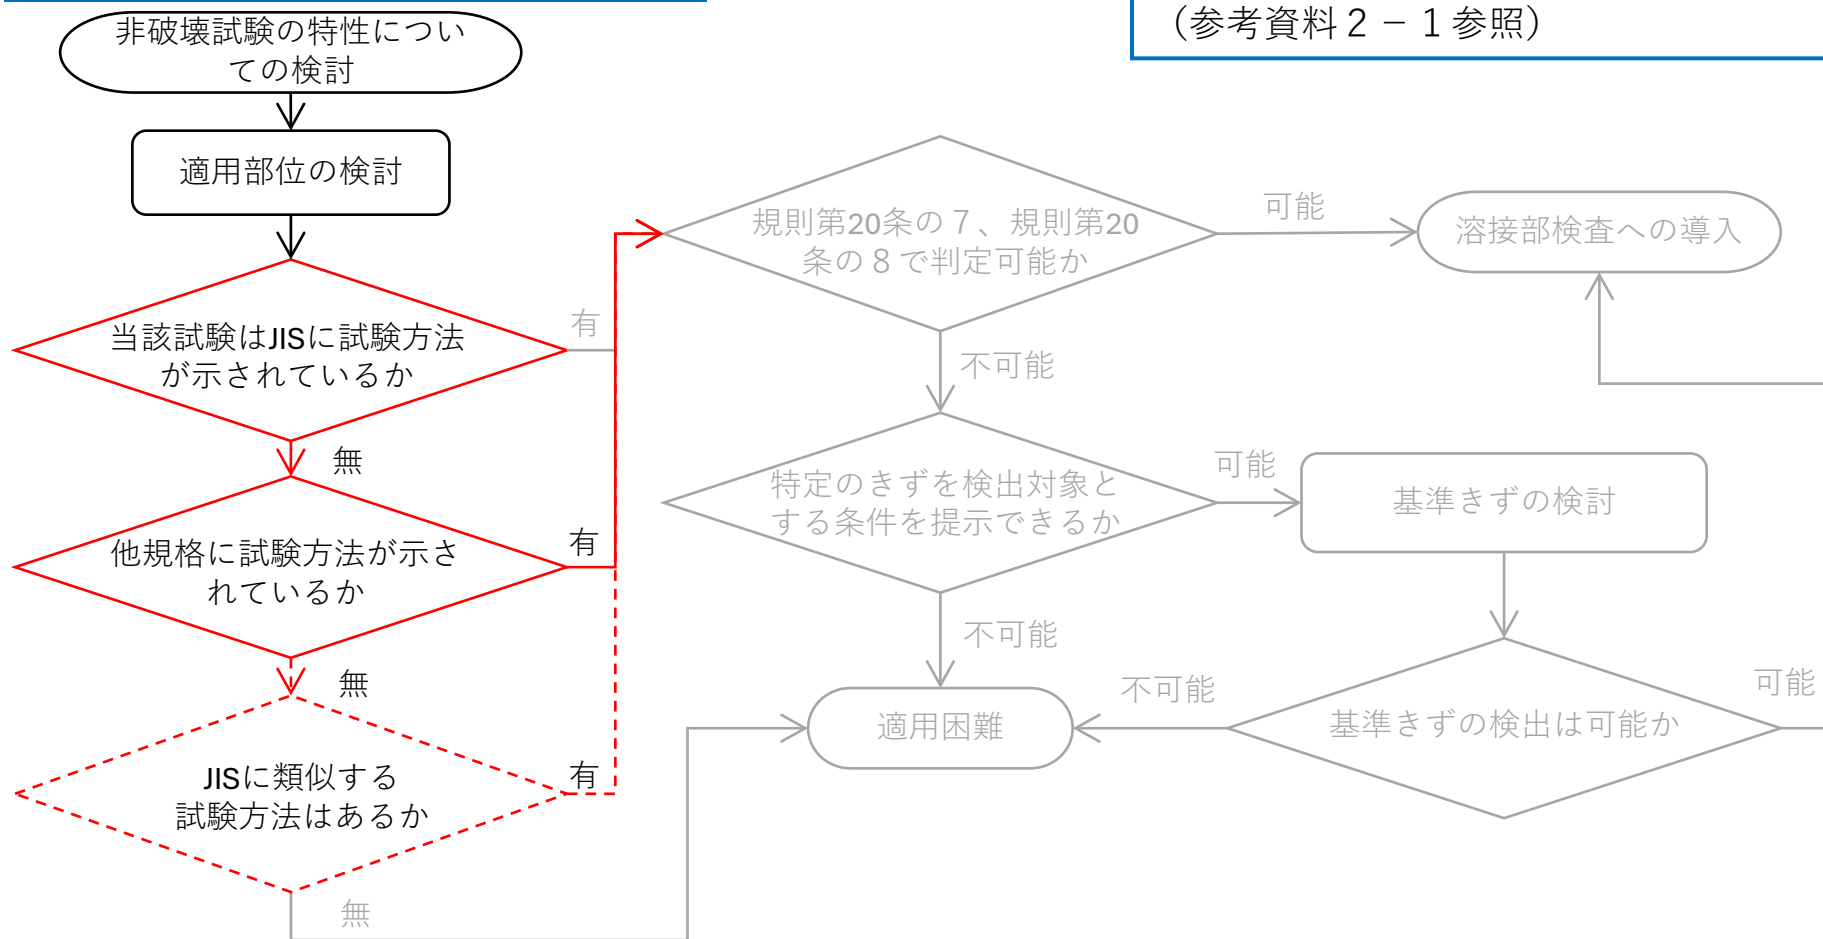 （参考資料２－１参照）
非破壊試験の特性につい
ての検討
適用部位の検討
当該試験はJISに試験方法
が示されているか
有
無
他規格に試験方法が示さ
れているか
有
無
JISに類似する
試験方法はあるか
有
無
規則第20条の７、規則第20
条の８で判定可能か
可能
溶接部検査への導入
不可能
特定のきずを検出対象と
する条件を提示できるか
可能
基準きずの検討
不可能
適用困難
不可能
基準きずの検出は可能か
可能